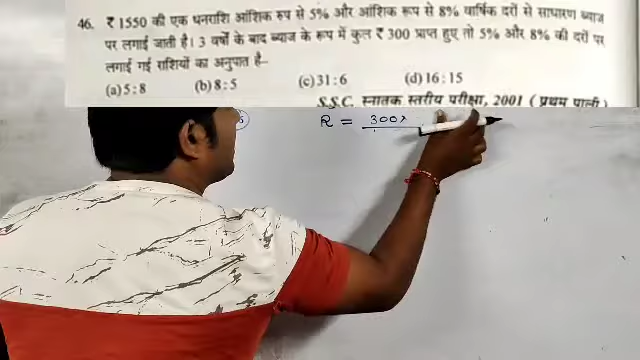 46. ₹ 1550 की एक धनराशि आंशिक रुप से 5% और आंशिक रूप से 8% वार्षिक दरों से साधारण ब्याज
पर लगाई जाती है। 3 वर्षों के बाद ब्याज के रूप में कुल ₹ 300 प्राप्त हुए तो 5% और 8% की दरों पर
लगाई गई राशियों का अनुपात है–
(a) 5 : 8 (b) 8 : 5 (c) 31 : 6 (d) 16 : 15
S.S.C. स्नातक स्तरीय परीक्षा, 2001 ( प्रथम पाली )
R = 300×